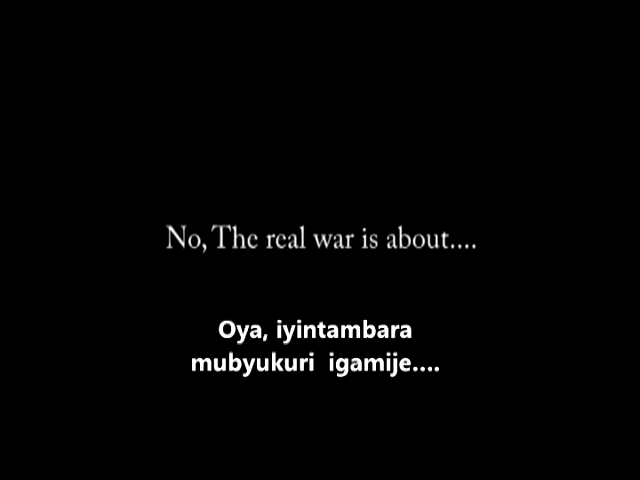 No, The real war is about....
Oya, iyintambara
mubyukuri igamije....